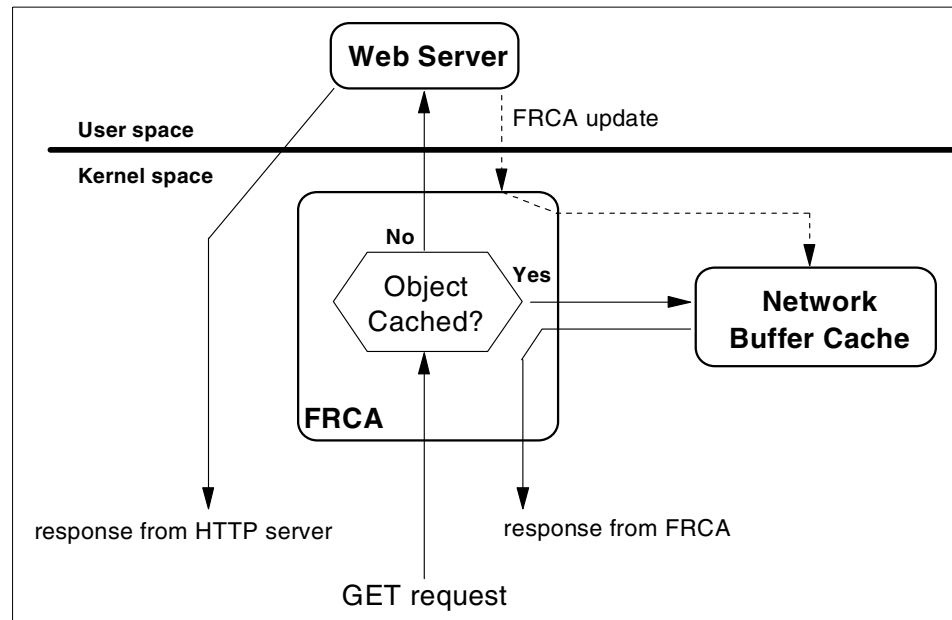 Web Server
FRCA update
User space
Kernel space
No
Yes
Object
Cached?
Network
Buffer Cache
FRCA
response from HTTP server
response from FRCA
GET request